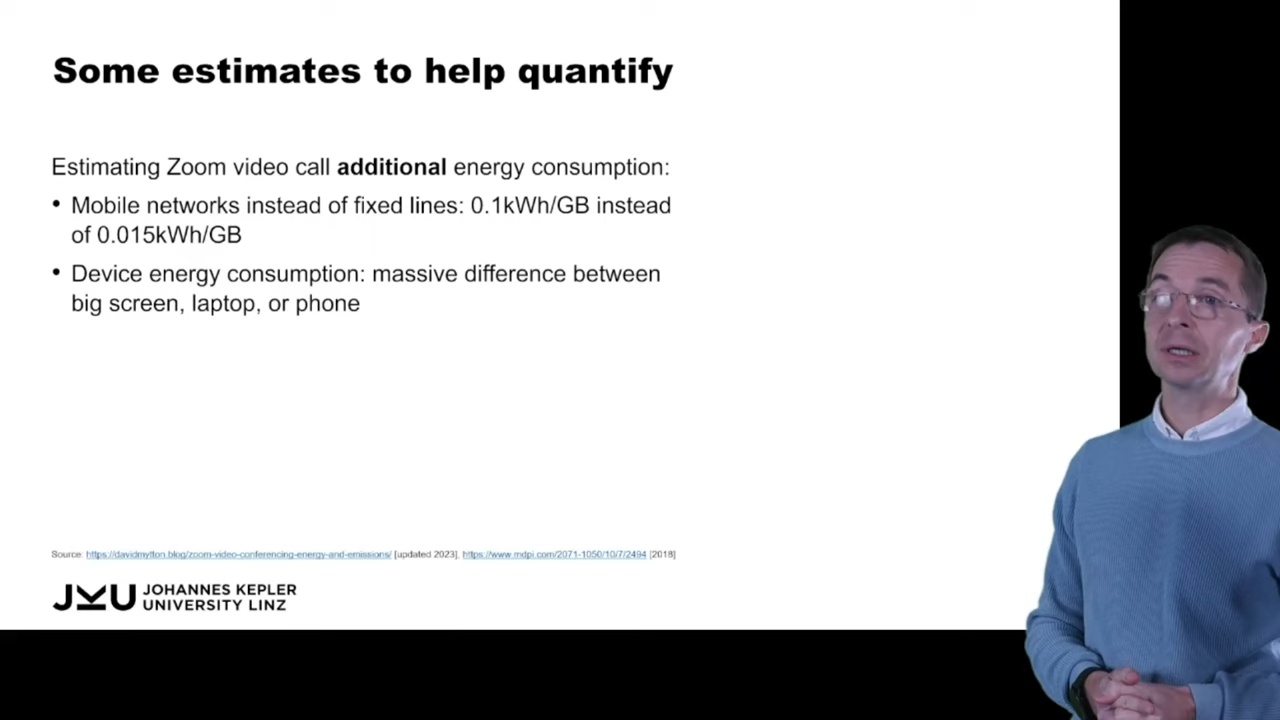 Some estimates to help quantify
Estimating Zoom video call additional energy consumption:
• Mobile networks instead of fixed lines: 0.1kWh/GB instead
of 0.015kWh/GB
• Device energy consumption: massive difference between
big screen, laptop, or phone
Source: https://davidmytton.blog/zoom-video-conferencing-energy-and-emissions/ [updated 2023], https://www.mdpi.com/2071-1050/10/7/2494 [2018]
JKU JOHANNES KEPLER
UNIVERSITY LINZ